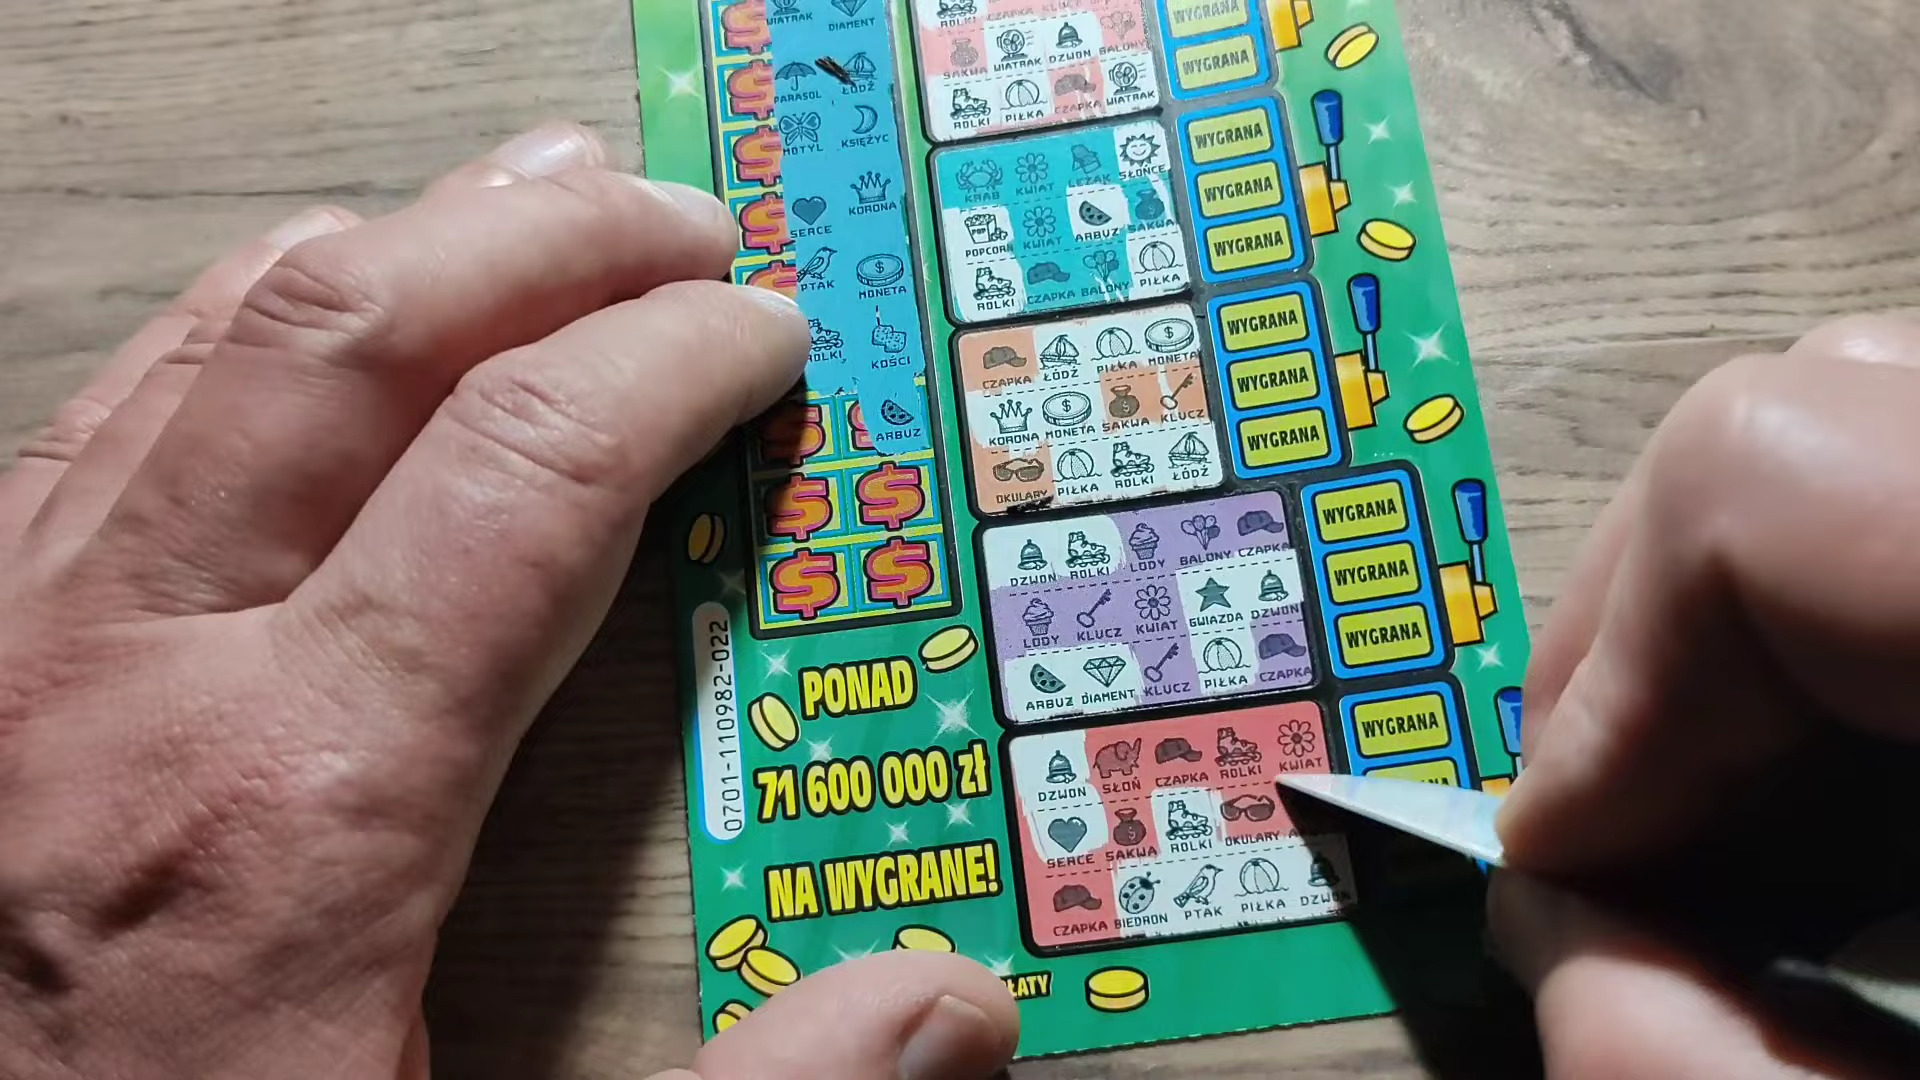 WIATRAK DIAMENT
PARASOL ŁÓDŹ
MOTYL KSIĘŻYC
SERCE KORONA
PTAK MONETA
ROLKI KOŚCI
ARBUZ
ROLKI CZAPKA KLUCZ
SAKWA WIATRAK DZWON BALONY
ROLKI PIŁKA CZAPKA WIATRAK
WYGRANA
WYGRANA
KRAB KWIAT LEŻAK SŁOŃCE
POPCORN KWIAT ARBUZ SAKWA
ROLKI CZAPKA BALONY PIŁKA
WYGRANA
WYGRANA
WYGRANA
CZAPKA ŁÓDŹ PIŁKA MONETA
KORONA MONETA SAKWA KLUCZ
OKULARY PIŁKA ROLKI ŁÓDŹ
WYGRANA
WYGRANA
WYGRANA
DZWON ROLKI LODY BALONY CZAPKA
LODY KLUCZ KWIAT GWIAZDA DZWON
ARBUZ DIAMENT KLUCZ PIŁKA CZAPKA
WYGRANA
WYGRANA
WYGRANA
DZWON SŁOŃ CZAPKA ROLKI KWIAT
SERCE SAKWA ROLKI OKULARY
CZAPKA BIEDRON PTAK PIŁKA DZWON
WYGRANA
0701-110982-022
PONAD
71 600 000 zł
NA WYGRANE!